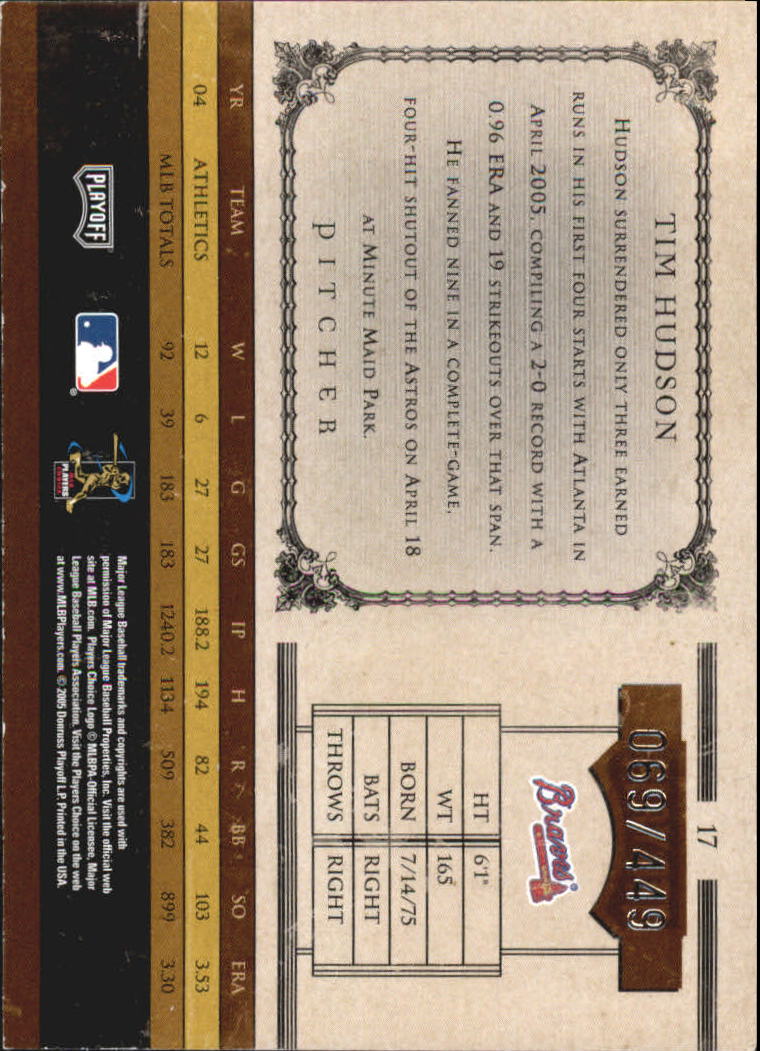 TIM HUDSON
HUDSON SURRENDERED ONLY THREE EARNED
RUNS IN HIS FIRST FOUR STARTS WITH ATLANTA IN
APRIL 2005, COMPILING A 2-0 RECORD WITH A
0.96 ERA AND 19 STRIKEOUTS OVER THAT SPAN.
HE FANNED NINE IN A COMPLETE-GAME,
FOUR-HIT SHUTOUT OF THE ASTROS ON APRIL 18
AT MINUTE MAID PARK.
PITCHER
17
069/449
Braves
HT 6'1"
WT 165
BORN 7/14/75
BATS RIGHT
THROWS RIGHT
YR TEAM W L G GS IP H R BB SO ERA
04 ATHLETICS 12 6 27 27 188.2 194 82 44 103 3.53
MLB TOTALS 92 39 183 183 1240.2 1134 509 382 899 3.30
PLAYOFF
PLAYERS
Major League Baseball trademarks and copyrights are used with
permission of Major League Baseball Properties, Inc. Visit the official web
site at MLB.com. Players Choice Logo © MLBPA-Official Licensee, Major
League Baseball Players Association. Visit the Players Choice on the web
at www.MLBPlayers.com. © 2005 Donruss Playoff L.P. Printed in the USA.